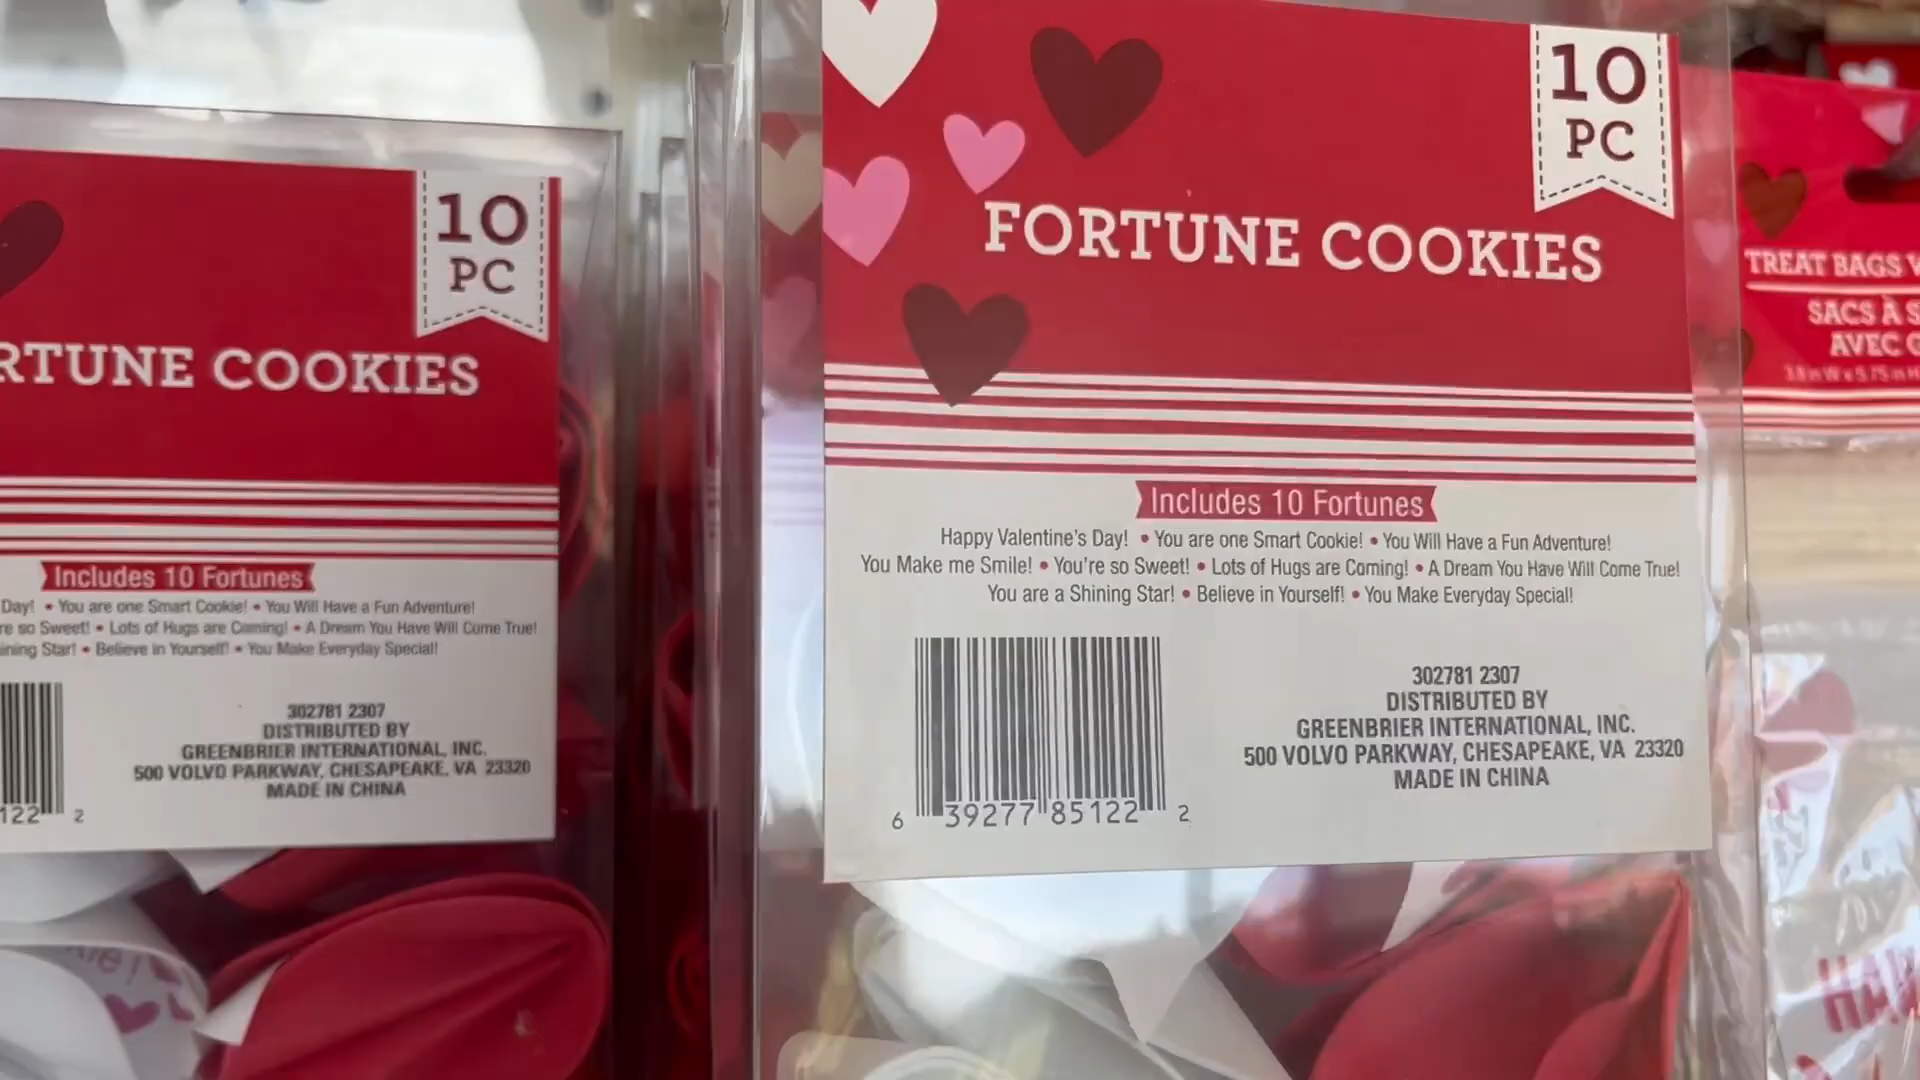 10
PC
RTUNE COOKIES
Includes 10 Fortunes
Day! • You are one Smart Cookie! • You Will Have a Fun Adventure!
re so Sweet! • Lots of Hugs are Coming! • A Dream You Have Will Come True!
ining Star! • Believe in Yourself! • You Make Everyday Special!
302781 2307
DISTRIBUTED BY
GREENBRIER INTERNATIONAL, INC.
500 VOLVO PARKWAY, CHESAPEAKE, VA 23320
MADE IN CHINA
122 2
10
PC
FORTUNE COOKIES
Includes 10 Fortunes
Happy Valentine's Day! • You are one Smart Cookie! • You Will Have a Fun Adventure!
You Make me Smile! • You're so Sweet! • Lots of Hugs are Coming! • A Dream You Have Will Come True!
You are a Shining Star! • Believe in Yourself! • You Make Everyday Special!
302781 2307
DISTRIBUTED BY
GREENBRIER INTERNATIONAL, INC.
500 VOLVO PARKWAY, CHESAPEAKE, VA 23320
MADE IN CHINA
6 39277 85122 2
TREAT BAGS
SACS À S
AVEC